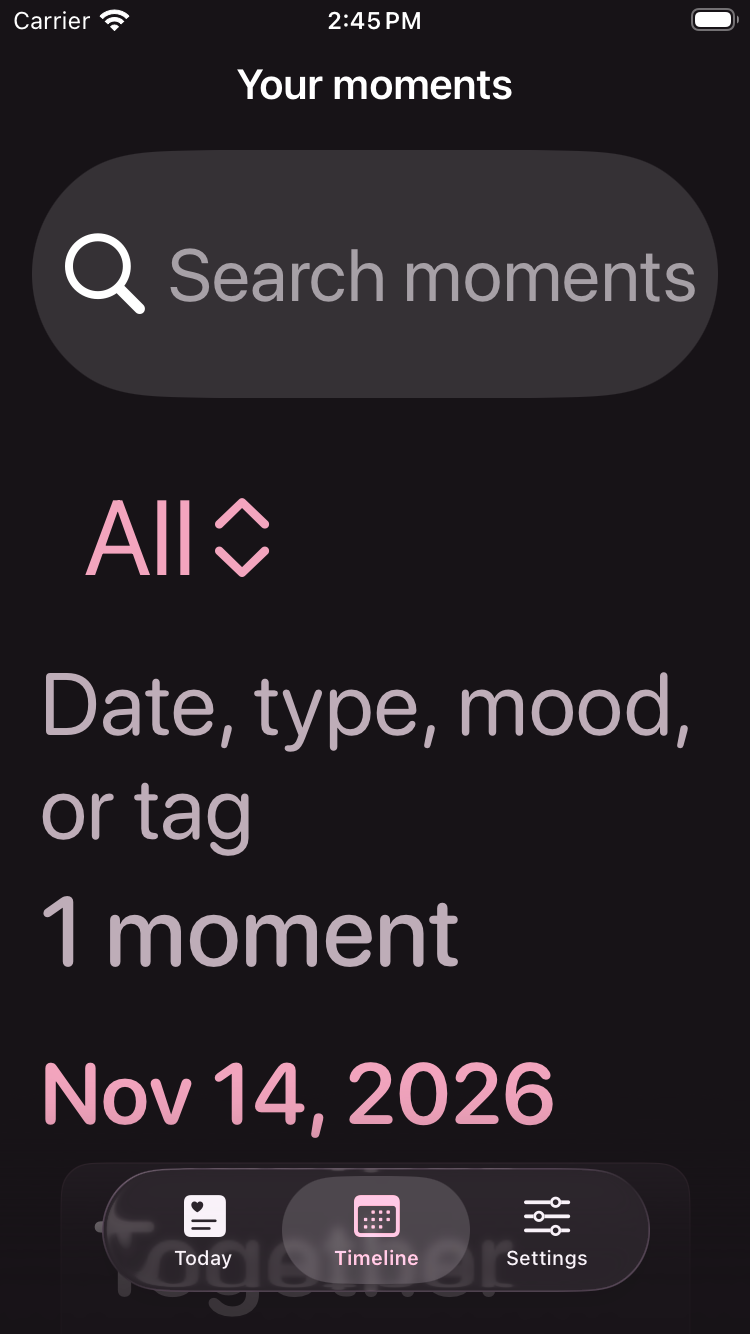 Carrier
2:45 PM
Your moments
Search moments
All
Date, type, mood,
or tag
1 moment
Nov 14, 2026
Together
Today
Timeline
Settings